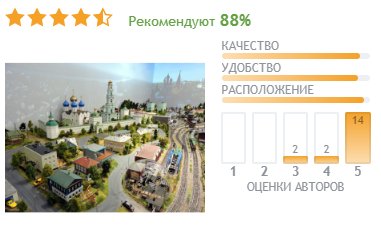 Рекомендуют 88%
КАЧЕСТВО
УДОБСТВО
РАСПОЛОЖЕНИЕ
2 2 14
1 2 3 4 5
ОЦЕНКИ АВТОРОВ